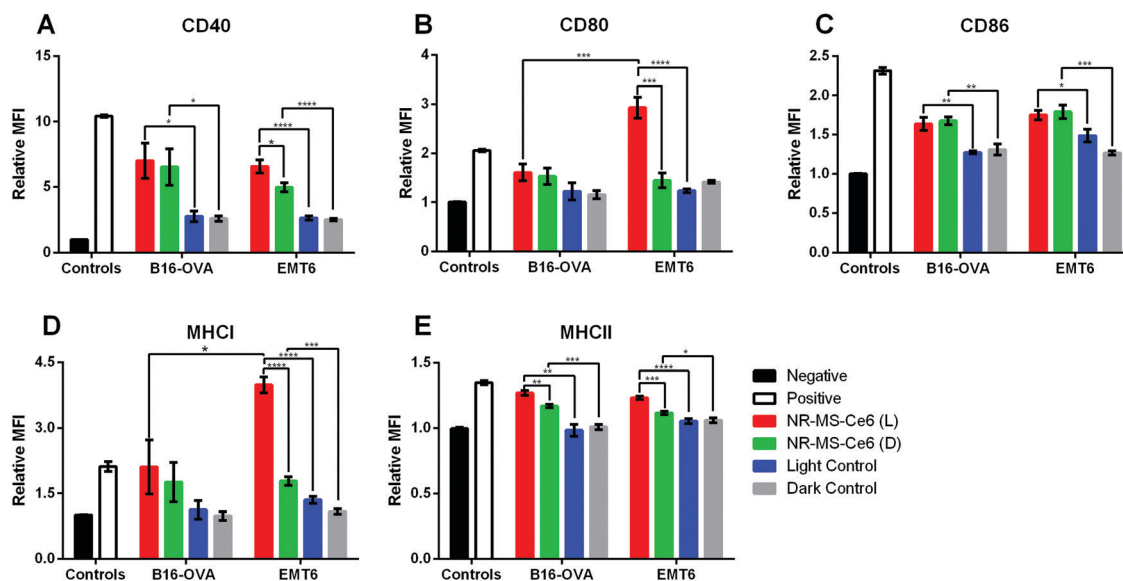 A
CD40
15
10
5
0
Relative MFI
*
*
****
****
*
Controls
B16-OVA
EMT6
B
CD80
4
3
2
1
0
Relative MFI
***
****
***
Controls
B16-OVA
EMT6
C
CD86
2.5
2.0
1.5
1.0
0.5
0.0
Relative MFI
**
**
***
*
Controls
B16-OVA
EMT6
D
MHCI
4.5
3.0
1.5
0.0
Relative MFI
*
***
****
****
Controls
B16-OVA
EMT6
E
MHCII
1.5
1.0
0.5
0.0
Relative MFI
***
**
**
*
****
***
Controls
B16-OVA
EMT6
Negative
Positive
NR-MS-Ce6 (L)
NR-MS-Ce6 (D)
Light Control
Dark Control